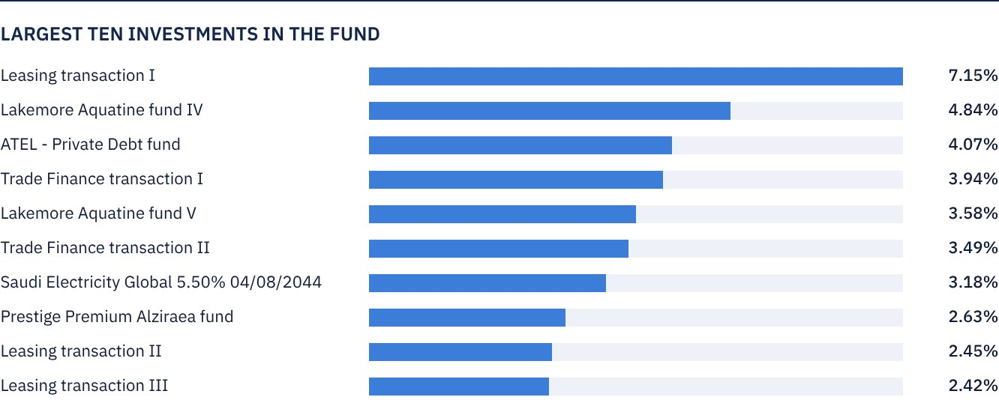 LARGEST TEN INVESTMENTS IN THE FUND
Leasing transaction I 7.15%
Lakemore Aquatine fund IV 4.84%
ATEL - Private Debt fund 4.07%
Trade Finance transaction I 3.94%
Lakemore Aquatine fund V 3.58%
Trade Finance transaction II 3.49%
Saudi Electricity Global 5.50% 04/08/2044 3.18%
Prestige Premium Alziraea fund 2.63%
Leasing transaction II 2.45%
Leasing transaction III 2.42%